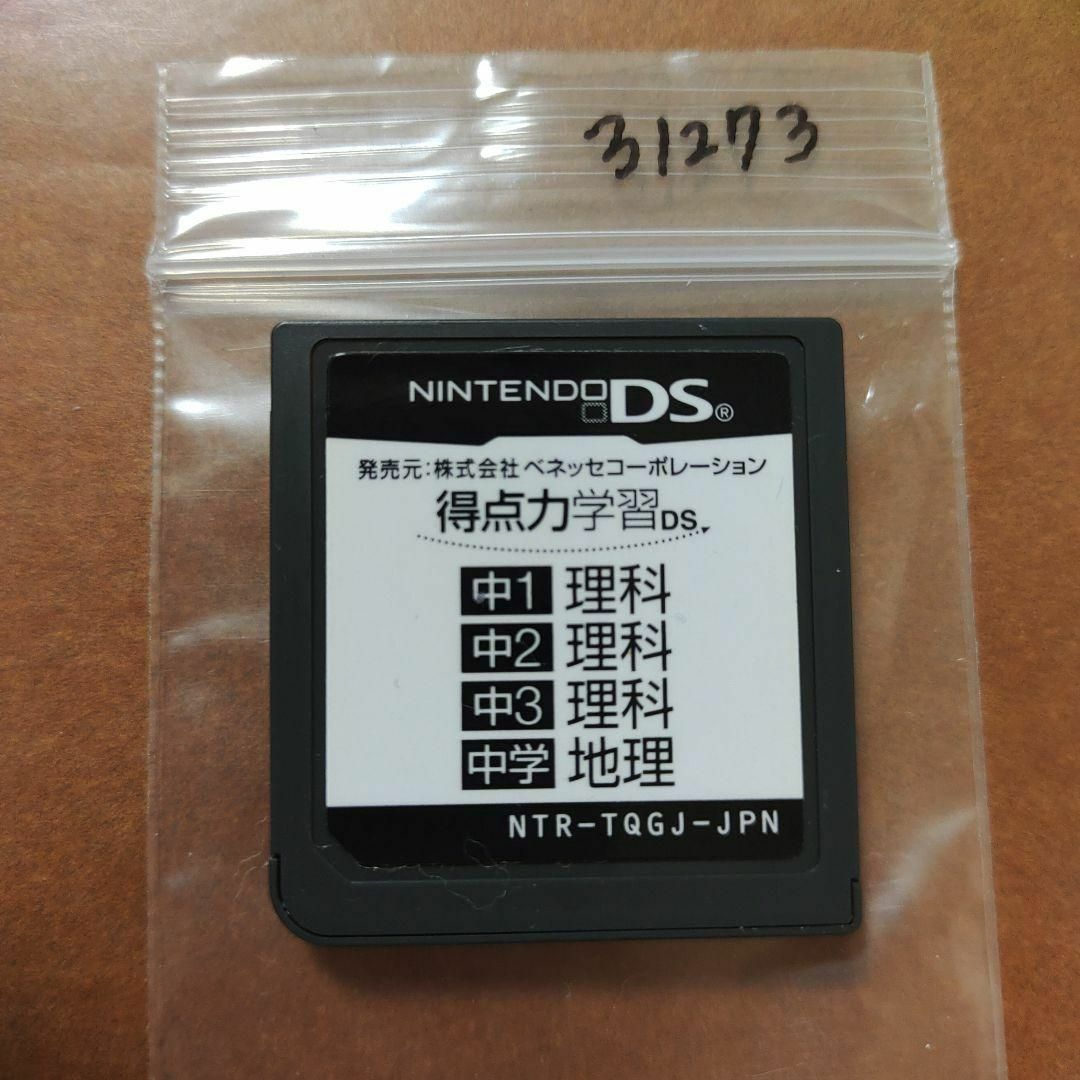 31273
NINTENDO DS®
発売元:株式会社 ベネッセコーポレーション
得点力学習DS
中1 理科
中2 理科
中3 理科
中学 地理
NTR-TQGJ-JPN